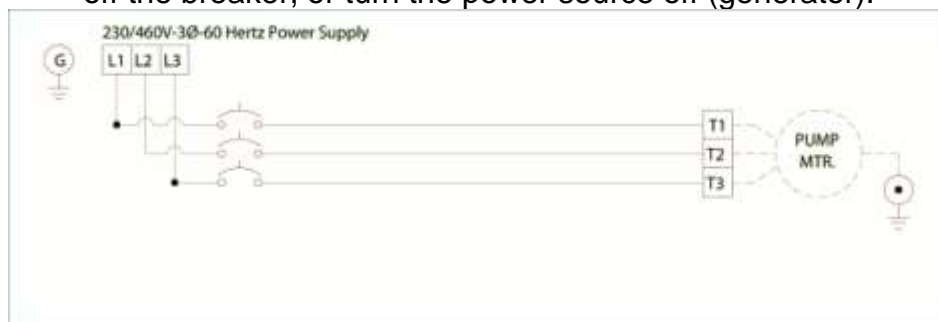 off the breaker, or turn the power source off (generator).
230/460V-3Ø-60 Hertz Power Supply
G
L1 L2 L3
T1
T2
T3
PUMP
MTR.